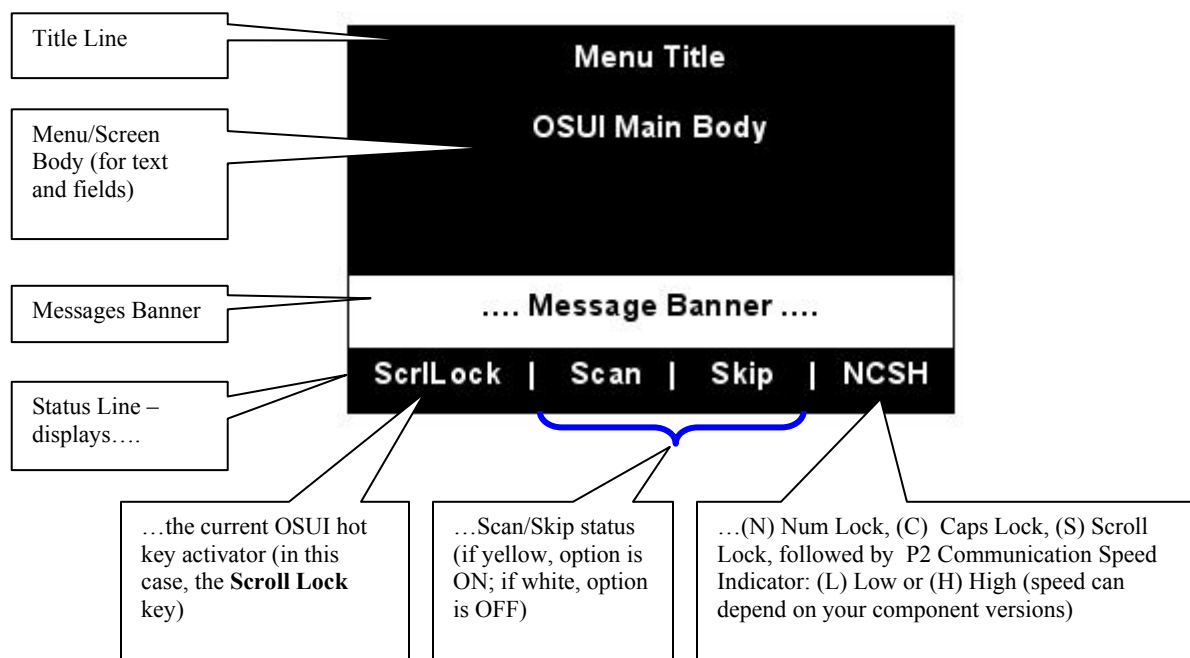 Title Line
Menu Title
OSUI Main Body
Menu/Screen
Body (for text
and fields)
Messages Banner
.... Message Banner ....
ScrlLock | Scan | Skip | NCSH
Status Line –
displays….
…the current OSUI hot
key activator (in this
case, the Scroll Lock
key)
…Scan/Skip status
(if yellow, option is
ON; if white, option
is OFF)
…(N) Num Lock, (C) Caps Lock, (S) Scroll
Lock, followed by P2 Communication Speed
Indicator: (L) Low or (H) High (speed can
depend on your component versions)